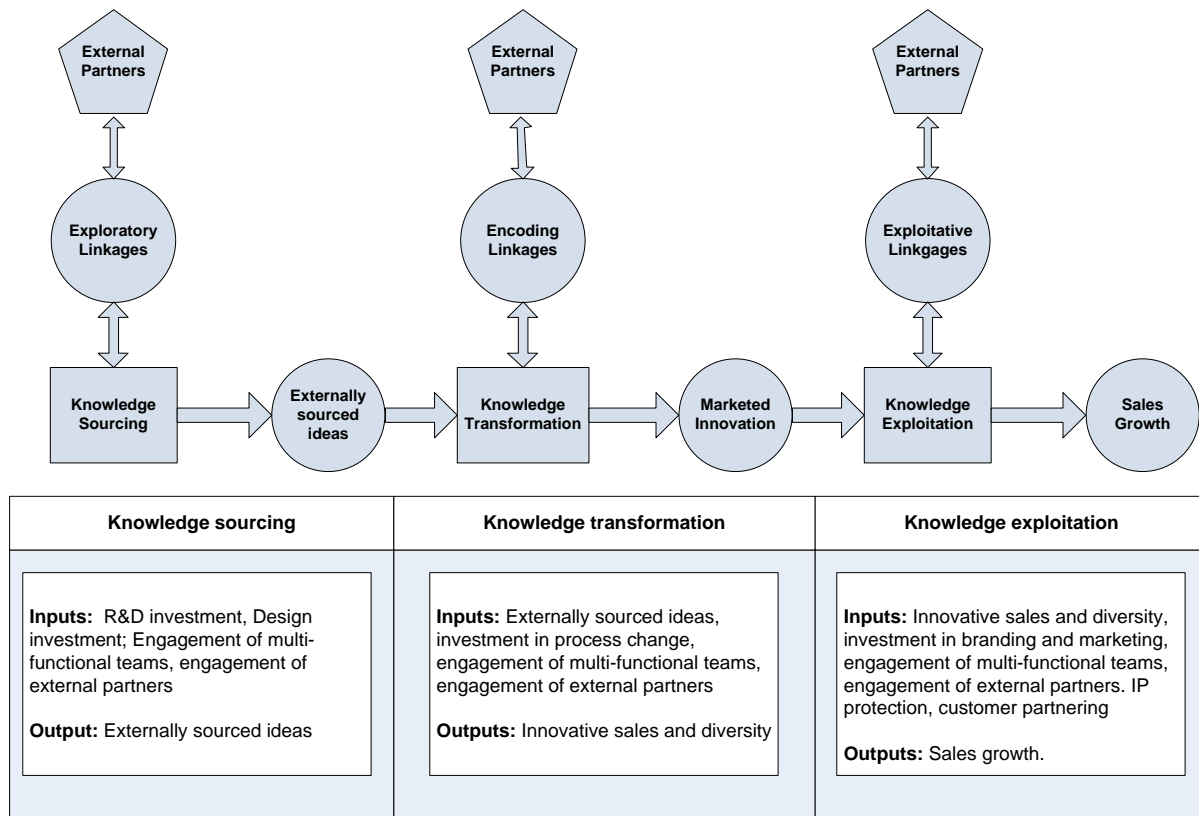 External
Partners
External
Partners
External
Partners
Exploratory
Linkages
Encoding
Linkages
Exploitative
Linkgages
Knowledge
Sourcing
Externally
sourced
ideas
Knowledge
Transformation
Marketed
Innovation
Knowledge
Exploitation
Sales
Growth
Knowledge sourcing
Knowledge transformation
Knowledge exploitation
Inputs: R&D investment, Design
investment; Engagement of multi-
functional teams, engagement of
external partners
Output: Externally sourced ideas
Inputs: Externally sourced ideas,
investment in process change,
engagement of multi-functional teams,
engagement of external partners
Outputs: Innovative sales and diversity
Inputs: Innovative sales and diversity,
investment in branding and marketing,
engagement of multi-functional teams,
engagement of external partners. IP
protection, customer partnering
Outputs: Sales growth.